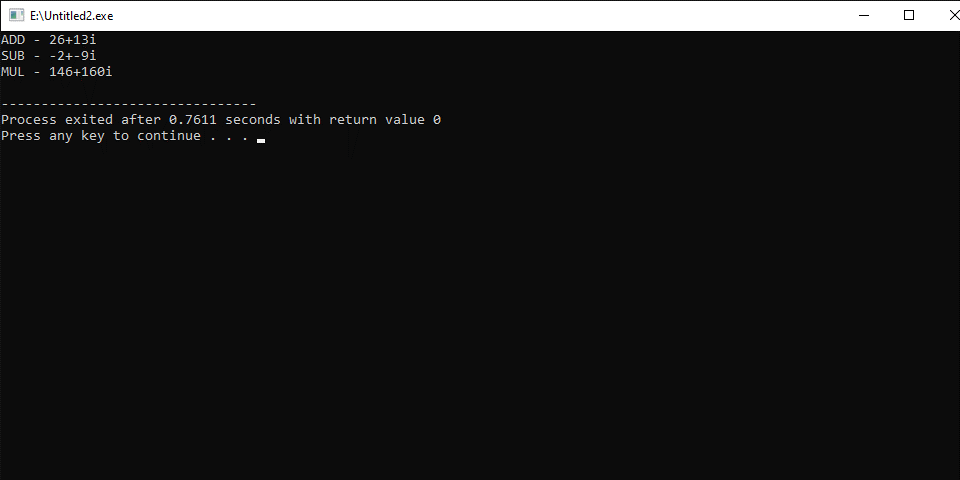 E:\Untitled2.exe
ADD - 26+13i
SUB - -2+-9i
MUL - 146+160i
--------------------------------
Process exited after 0.7611 seconds with return value 0
Press any key to continue . . .